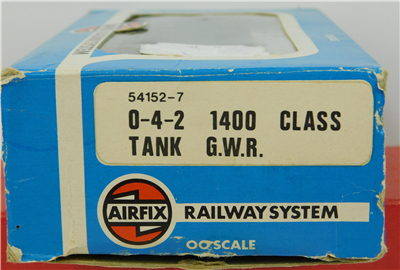 54152-7
0-4-2 1400 CLASS
TANK G.W.R.
AIRFIX RAILWAY SYSTEM
OO SCALE